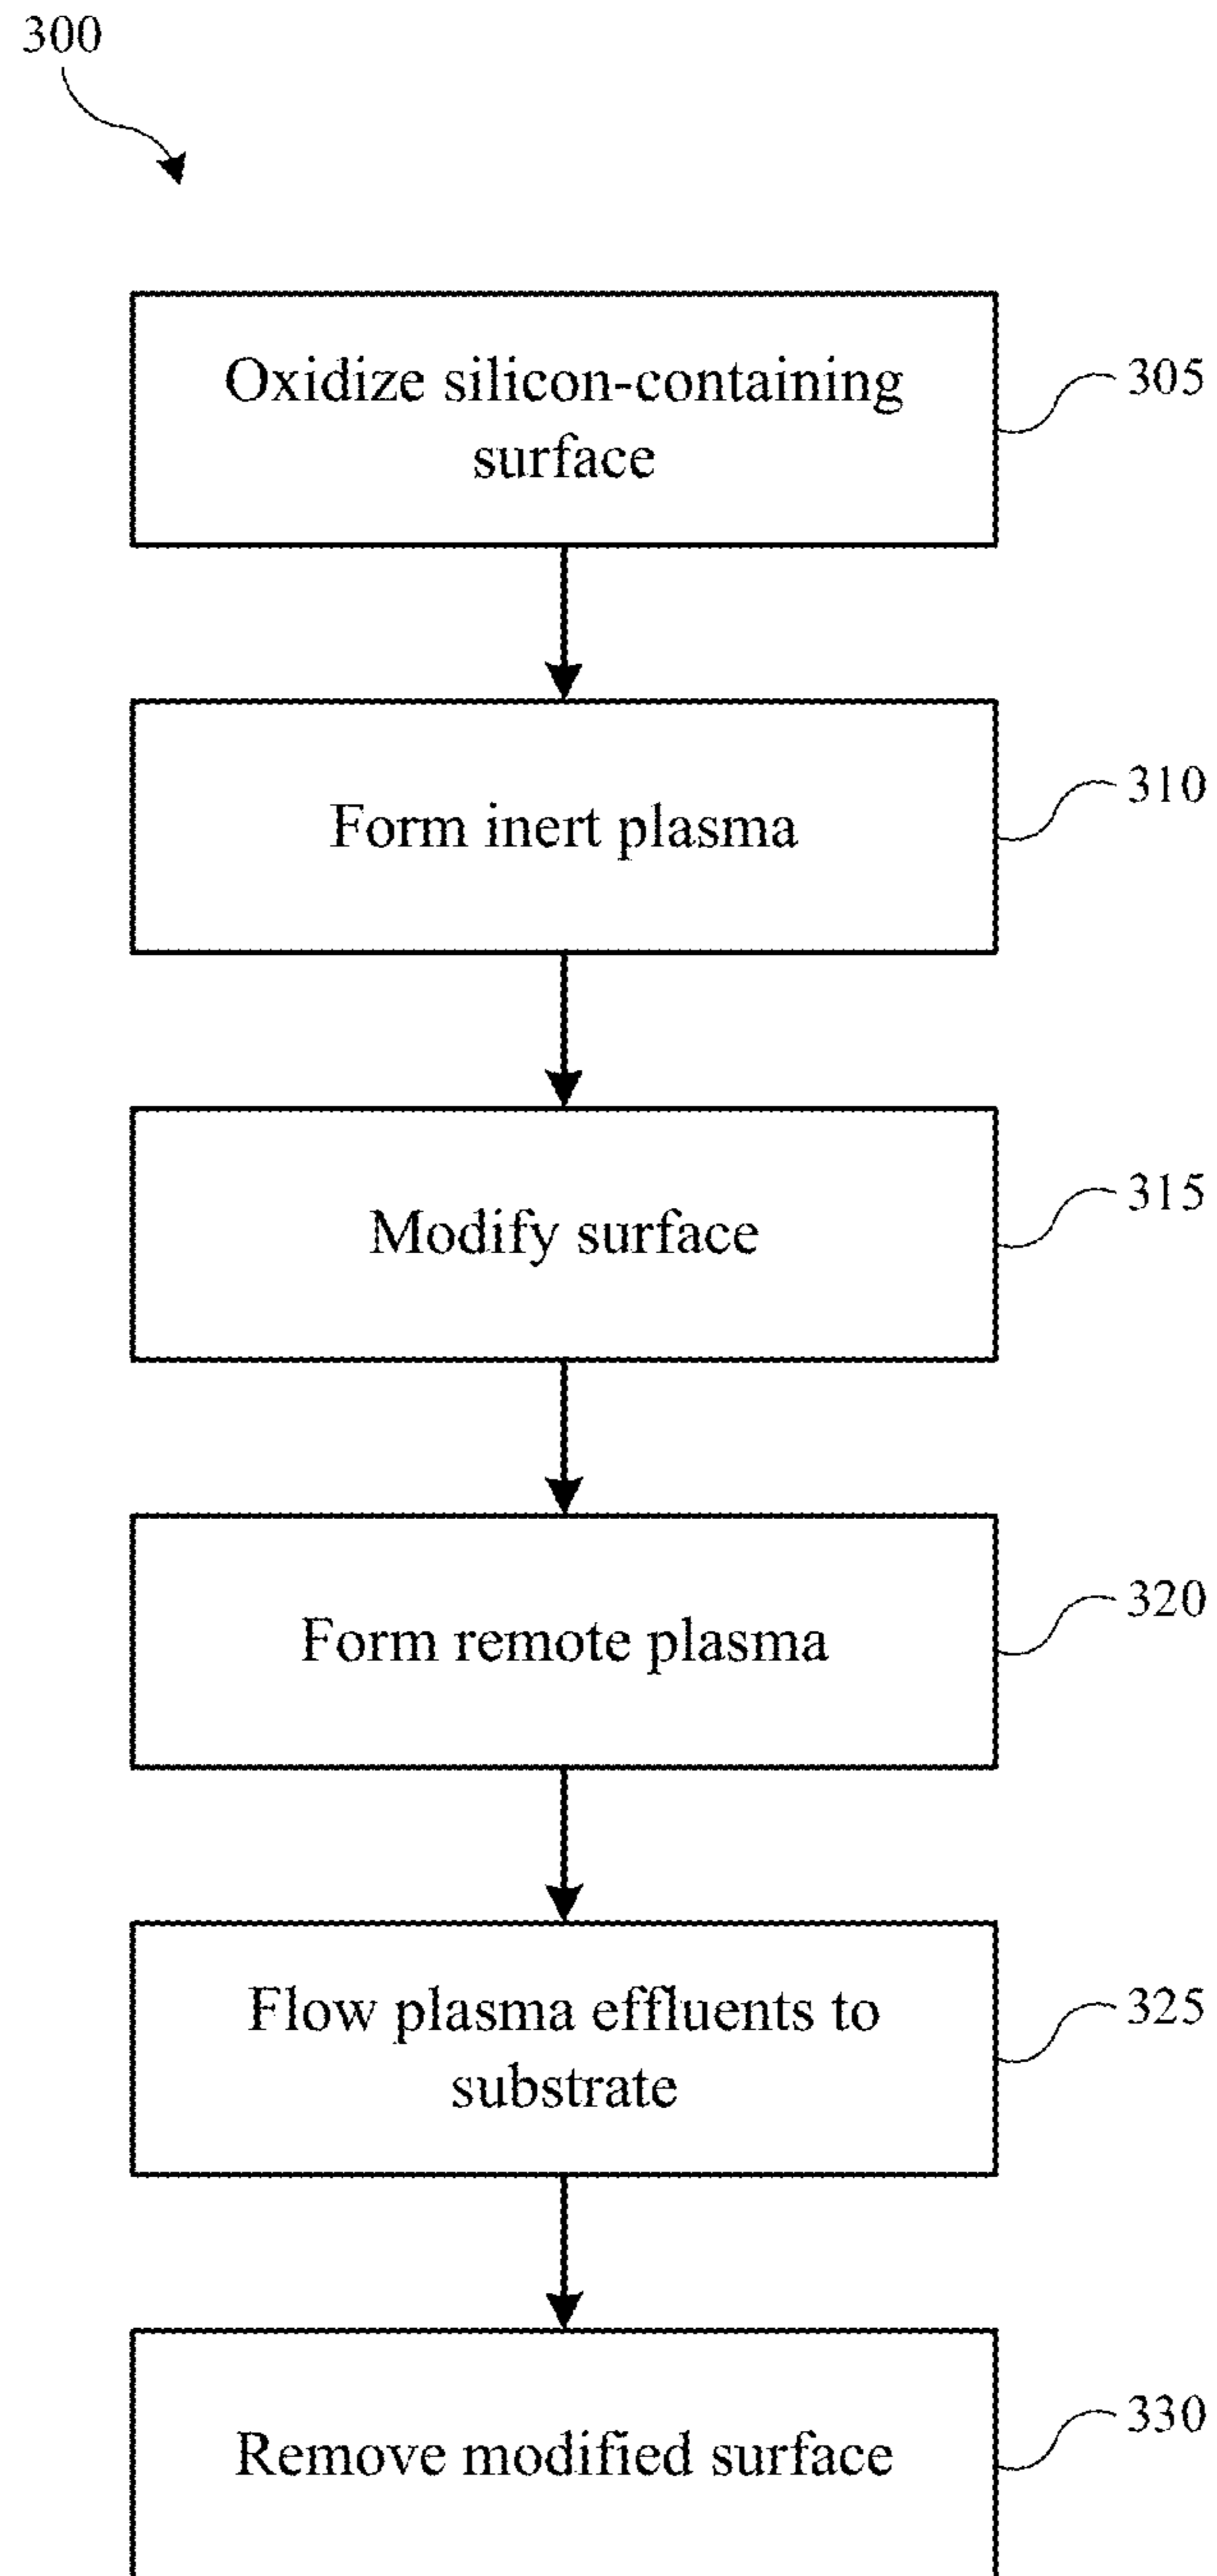 300
Oxidize silicon-containing
surface
305
Form inert plasma
310
Modify surface
315
Form remote plasma
320
Flow plasma effluents to
substrate
325
Remove modified surface
330